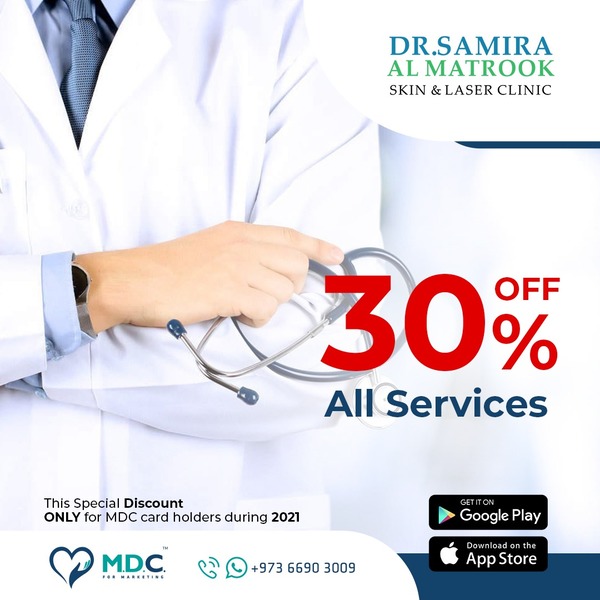 DR.SAMIRA
AL MATROOK
SKIN & LASER CLINIC
30% OFF
All Services
This Special Discount
ONLY for MDC card holders during 2021
M.D.C.™
FOR MARKETING
+973 6690 3009
GET IT ON
Google Play
Download on the
App Store